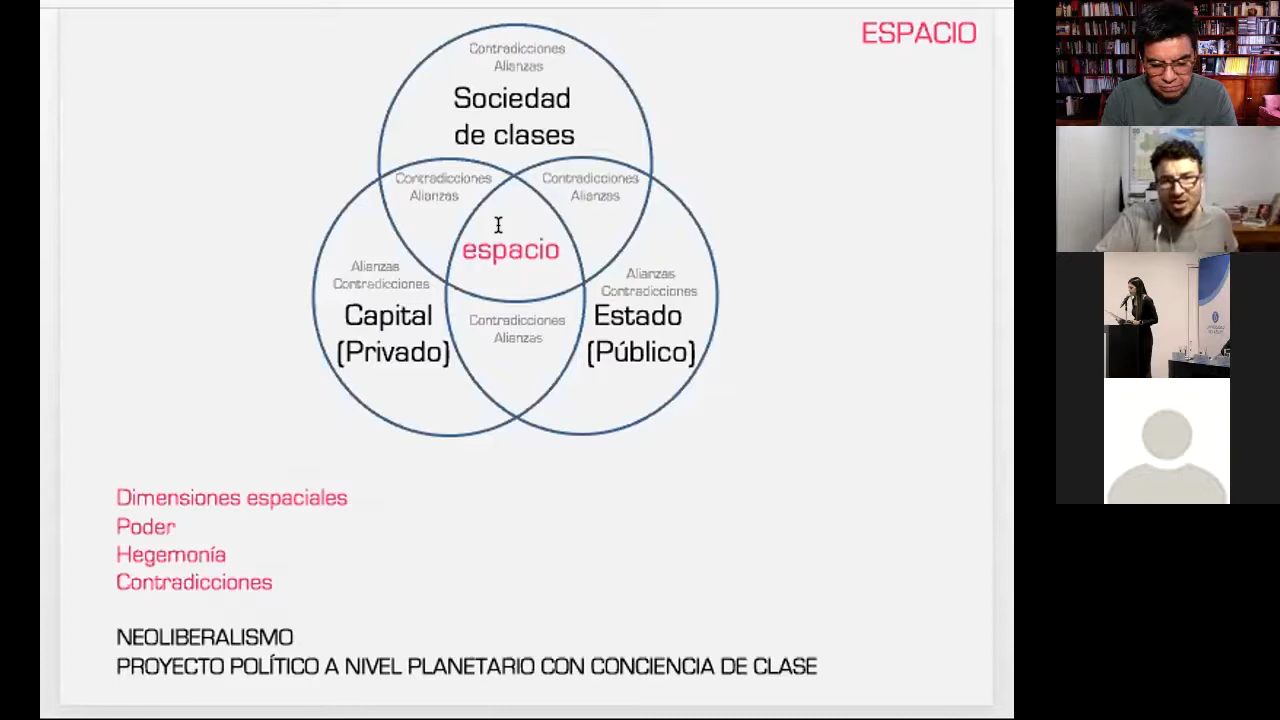 ESPACIO
Contradicciones
Alianzas
Sociedad
de clases
Contradicciones
Alianzas
Contradicciones
Alianzas
espacio
Alianzas
Contradicciones
Capital
(Privado)
Contradicciones
Alianzas
Alianzas
Contradicciones
Estado
(Público)
Dimensiones espaciales
Poder
Hegemonía
Contradicciones
NEOLIBERALISMO
PROYECTO POLÍTICO A NIVEL PLANETARIO CON CONCIENCIA DE CLASE